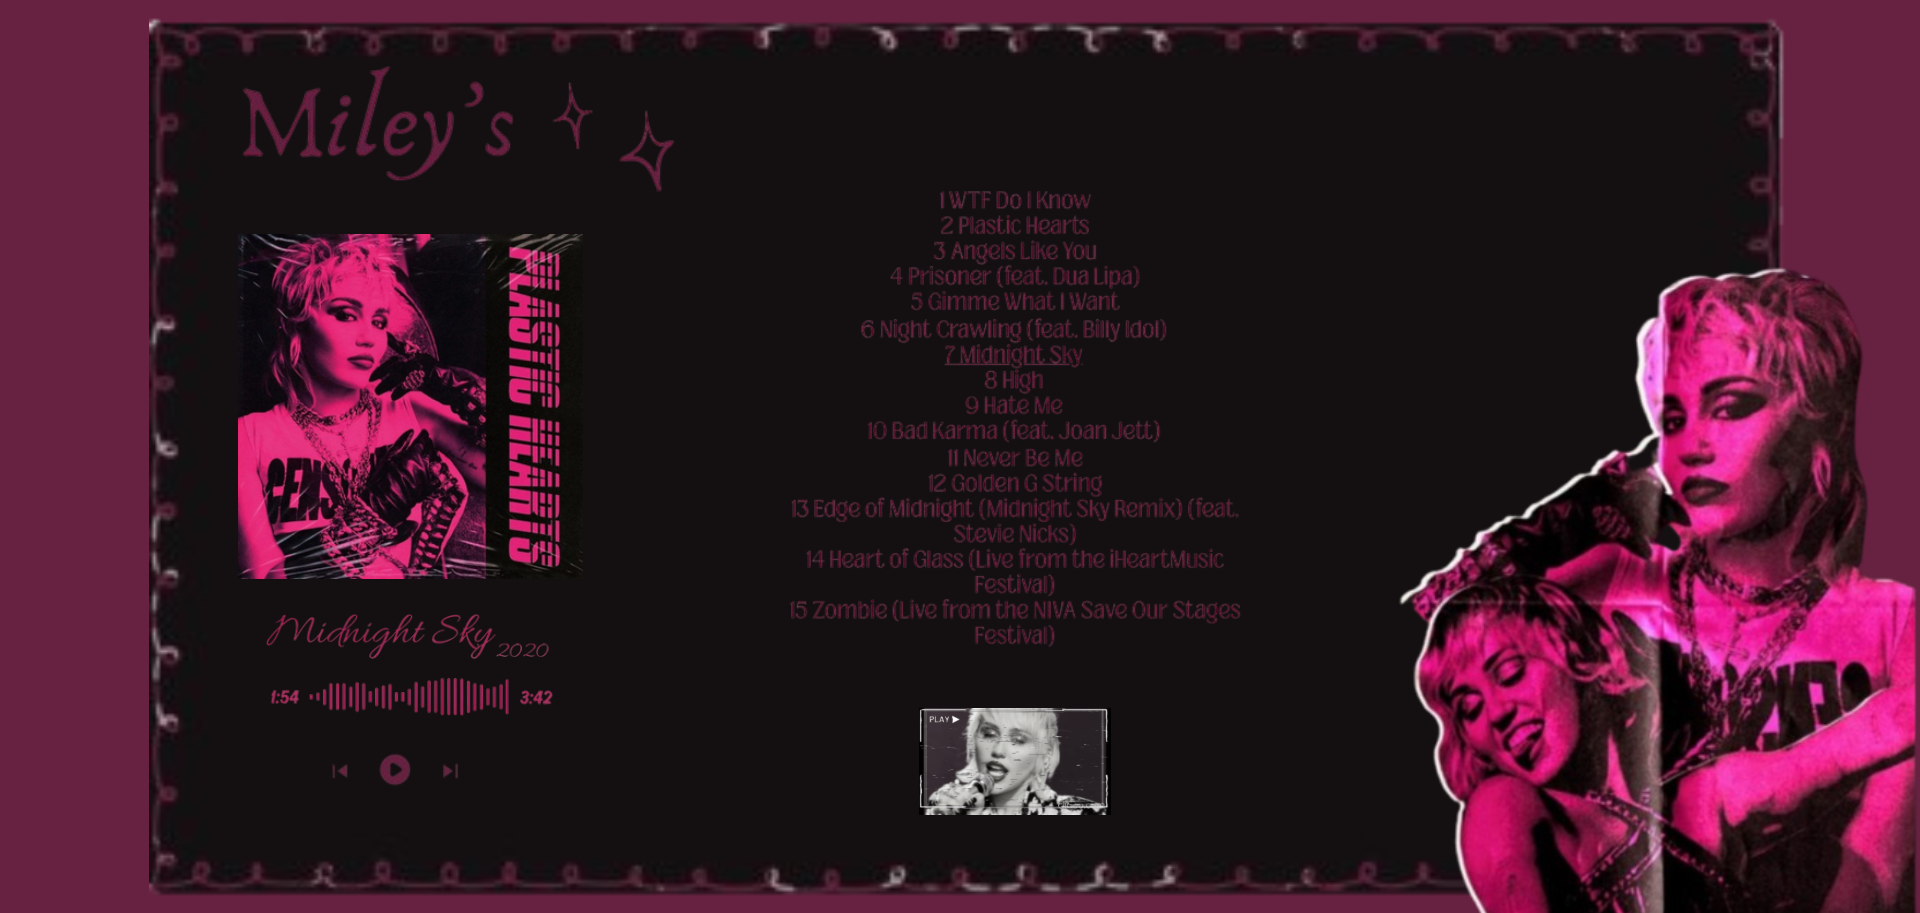 Miley's
PLASTIC HEARTS
Midnight Sky 2020
1:54 3:42
1 WTF Do I Know
2 Plastic Hearts
3 Angels Like You
4 Prisoner (feat. Dua Lipa)
5 Gimme What I Want
6 Night Crawling (feat. Billy Idol)
7 Midnight Sky
8 High
9 Hate Me
10 Bad Karma (feat. Joan Jett)
11 Never Be Me
12 Golden G String
13 Edge of Midnight (Midnight Sky Remix) (feat.
Stevie Nicks)
14 Heart of Glass (Live from the iHeartMusic
Festival)
15 Zombie (Live from the NIVA Save Our Stages
Festival)
PLAY